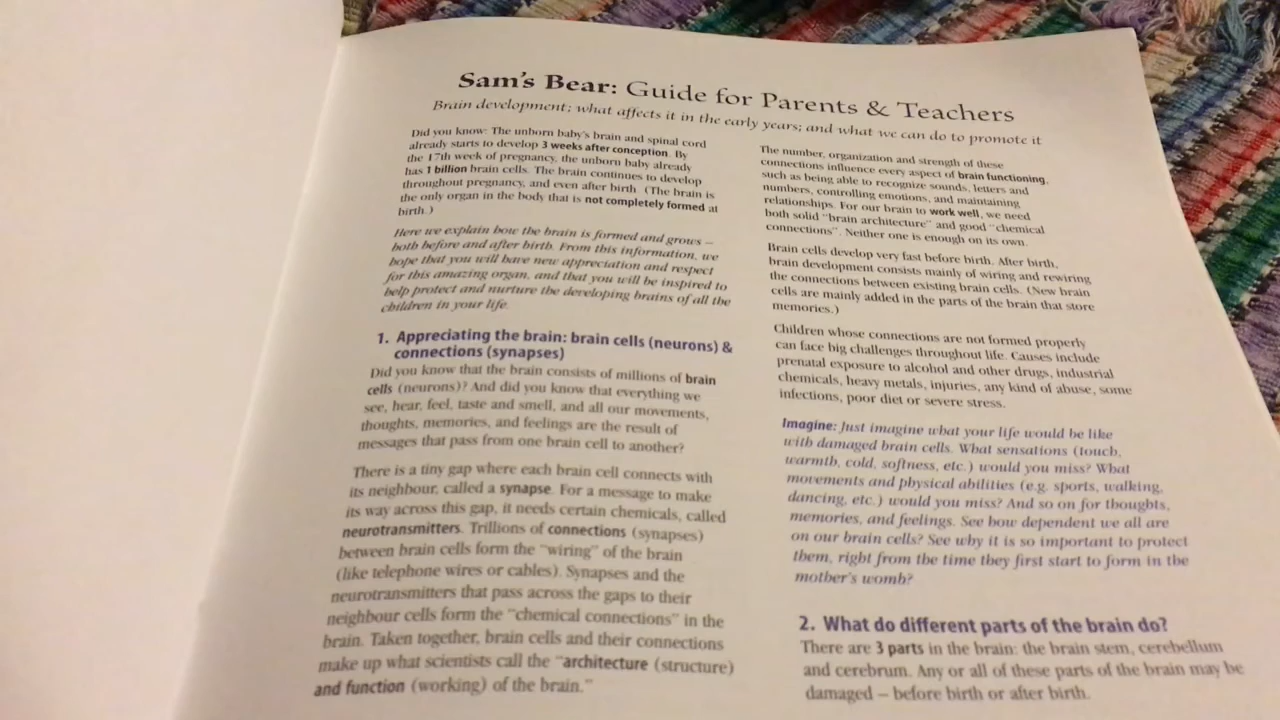 Sam's Bear: Guide for Parents & Teachers
Brain development; what affects it in the early years; and what we can do to promote it
Did you know: The unborn baby's brain and spinal cord
already starts to develop 3 weeks after conception. By
the 17th week of pregnancy, the unborn baby already
has 1 billion brain cells. The brain continues to develop
throughout pregnancy, and even after birth. (The brain is
the only organ in the body that is not completely formed at
birth.)
Here we explain how the brain is formed and grows –
both before and after birth. From this information, we
hope that you will have new appreciation and respect
for this amazing organ, and that you will be inspired to
help protect and nurture the developing brains of all the
children in your life.
1. Appreciating the brain: brain cells (neurons) &
connections (synapses)
Did you know that the brain consists of millions of brain
cells (neurons)? And did you know that everything we
see, hear, feel, taste and smell, and all our movements,
thoughts, memories, and feelings are the result of
messages that pass from one brain cell to another?
There is a tiny gap where each brain cell connects with
its neighbour, called a synapse. For a message to make
its way across this gap, it needs certain chemicals, called
neurotransmitters. Trillions of connections (synapses)
between brain cells form the "wiring" of the brain
(like telephone wires or cables). Synapses and the
neurotransmitters that pass across the gaps to their
neighbour cells form the "chemical connections" in the
brain. Taken together, brain cells and their connections
make up what scientists call the "architecture (structure)
and function (working) of the brain."
The number, organization and strength of these
connections influence every aspect of brain functioning,
such as being able to recognize sounds, letters and
numbers, controlling emotions, and maintaining
relationships. For our brain to work well, we need
both solid "brain architecture" and good "chemical
connections". Neither one is enough on its own.
Brain cells develop very fast before birth. After birth,
brain development consists mainly of wiring and rewiring
the connections between existing brain cells. (New brain
cells are mainly added in the parts of the brain that store
memories.)
Children whose connections are not formed properly
can face big challenges throughout life. Causes include
prenatal exposure to alcohol and other drugs, industrial
chemicals, heavy metals, injuries, any kind of abuse, some
infections, poor diet or severe stress.
Imagine: Just imagine what your life would be like
with damaged brain cells. What sensations (touch,
warmth, cold, softness, etc.) would you miss? What
movements and physical abilities (e.g. sports, walking,
dancing, etc.) would you miss? And so on for thoughts,
memories, and feelings. See how dependent we all are
on our brain cells? See why it is so important to protect
them, right from the time they first start to form in the
mother's womb?
2. What do different parts of the brain do?
There are 3 parts in the brain: the brain stem, cerebellum
and cerebrum. Any or all of these parts of the brain may be
damaged – before birth or after birth.